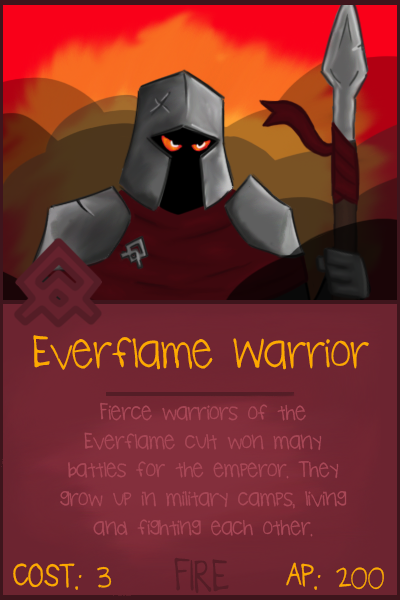 Everflame Warrior
Fierce warriors of the
Everflame cult won many
battles for the emperor. They
grow up in military camps, living
and fighting each other.
COST: 3 FIRE AP: 200